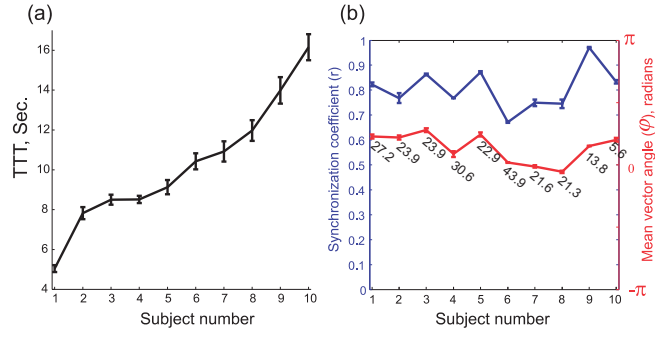 (a)
TTT, Sec.
16
14
12
10
8
6
4
1 2 3 4 5 6 7 8 9 10
Subject number
(b)
Synchronization coefficient (r)
1
0.9
0.8
0.7
0.6
0.5
0.4
0.3
0.2
0.1
0
27.2 23.9 23.9 30.6 22.9 43.9 21.6 21.3 13.8 5.6
1 2 3 4 5 6 7 8 9 10
Subject number
π
0
-π
Mean vector angle (φ), radians